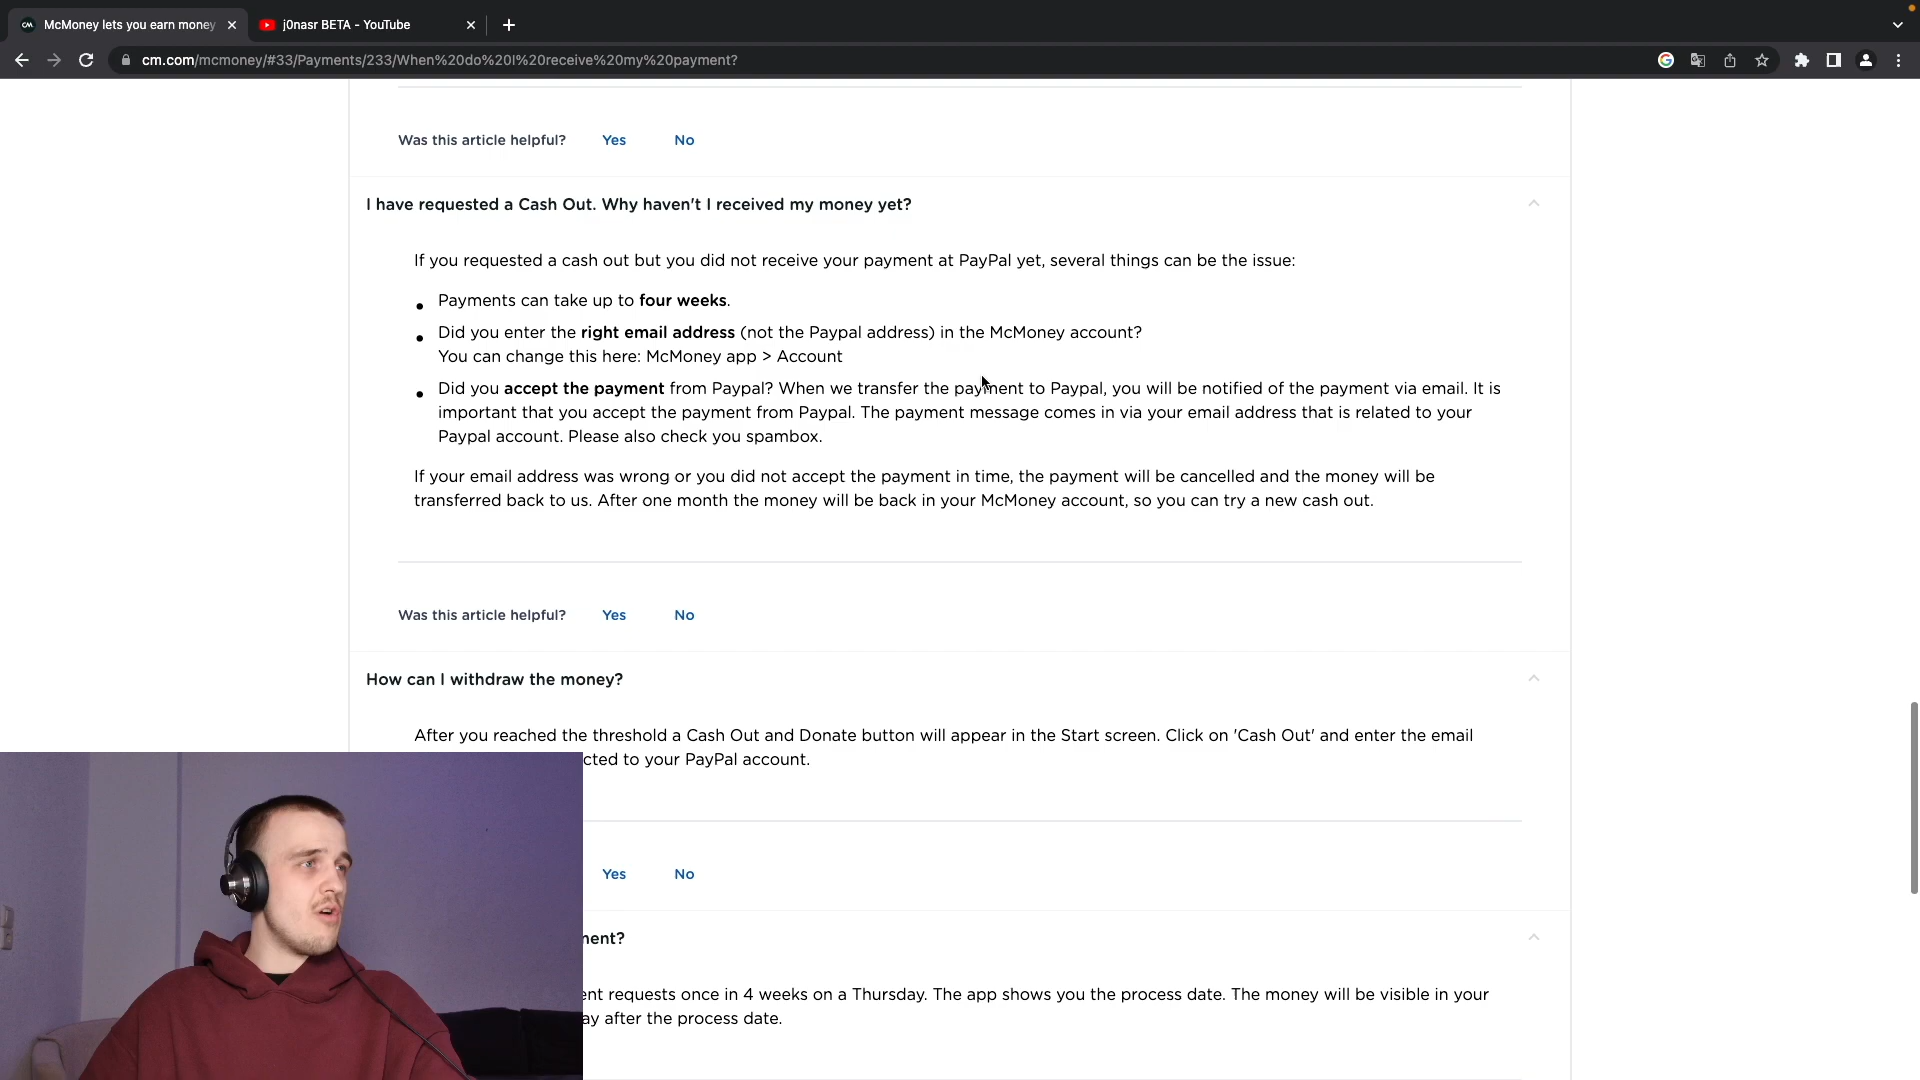 McMoney lets you earn money
j0nasr BETA - YouTube
cm.com/mcmoney/#33/Payments/233/When%20do%20I%20receive%20my%20payment?
Was this article helpful? Yes No
I have requested a Cash Out. Why haven't I received my money yet?
If you requested a cash out but you did not receive your payment at PayPal yet, several things can be the issue:
• Payments can take up to four weeks.
• Did you enter the right email address (not the Paypal address) in the McMoney account?
You can change this here: McMoney app > Account
• Did you accept the payment from Paypal? When we transfer the payment to Paypal, you will be notified of the payment via email. It is
important that you accept the payment from Paypal. The payment message comes in via your email address that is related to your
Paypal account. Please also check you spambox.
If your email address was wrong or you did not accept the payment in time, the payment will be cancelled and the money will be
transferred back to us. After one month the money will be back in your McMoney account, so you can try a new cash out.
Was this article helpful? Yes No
How can I withdraw the money?
After you reached the threshold a Cash Out and Donate button will appear in the Start screen. Click on 'Cash Out' and enter the email
cted to your PayPal account.
Yes No
ment?
ent requests once in 4 weeks on a Thursday. The app shows you the process date. The money will be visible in your
ay after the process date.